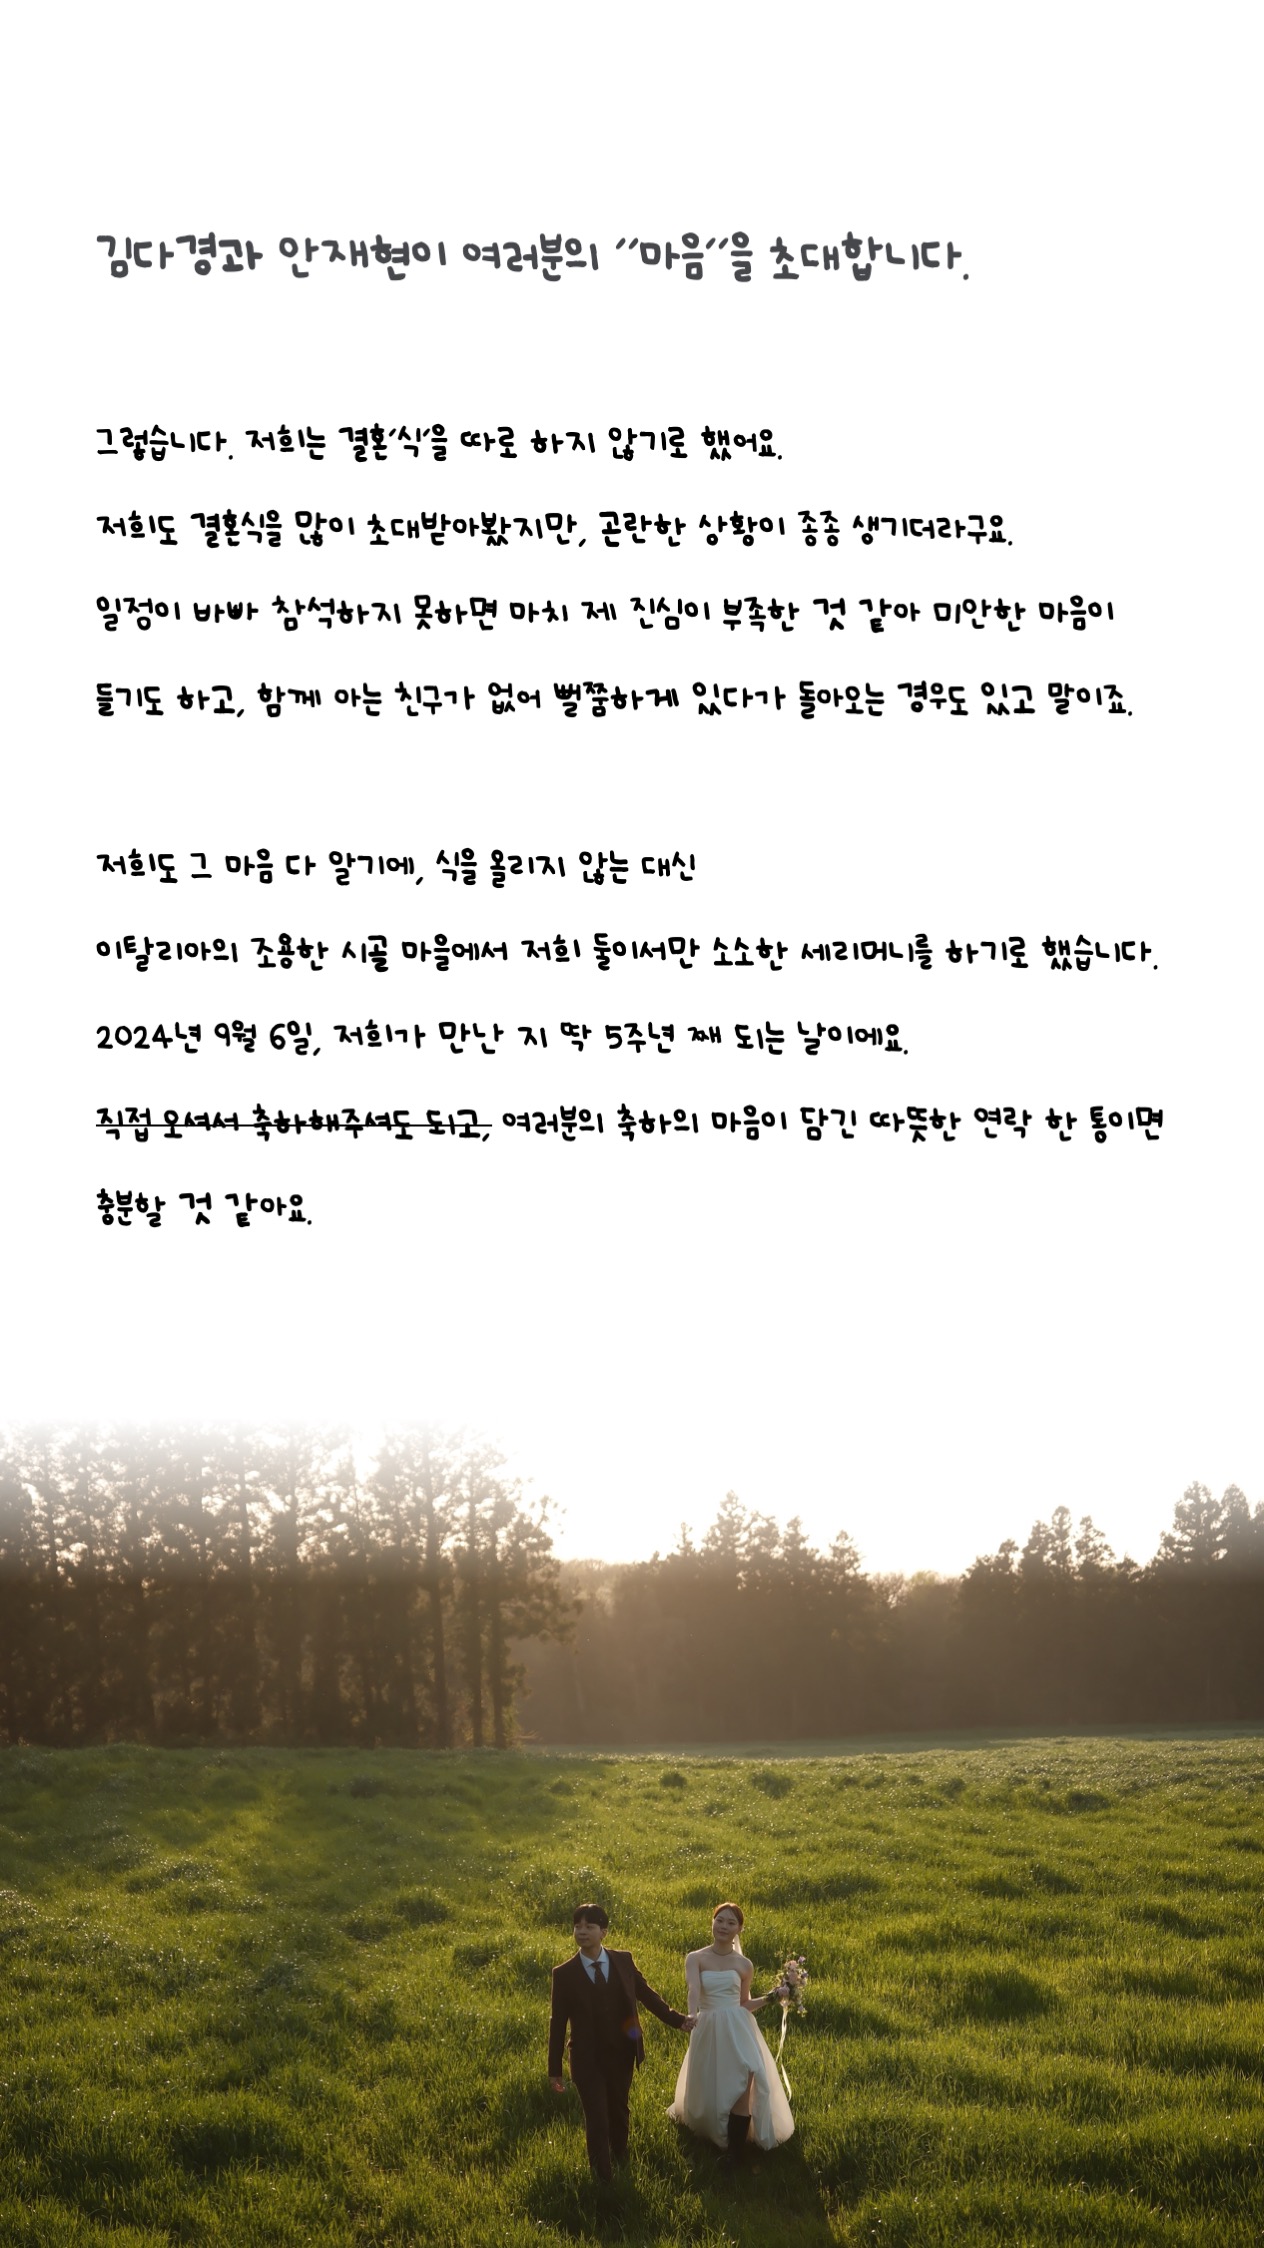 김다경과 안재현이 여러분의 "마음"을 초대합니다.
그렇습니다. 저희는 결혼'식'을 따로 하지 않기로 했어요.
저희도 결혼식을 많이 초대받아봤지만, 곤란한 상황이 종종 생기더라구요.
일정이 바빠 참석하지 못하면 마치 제 진심이 부족한 것 같아 미안한 마음이
들기도 하고, 함께 아는 친구가 없어 뻘쭘하게 있다가 돌아오는 경우도 있고 말이죠.
저희도 그 마음 다 알기에, 식을 올리지 않는 대신
이탈리아의 조용한 시골 마을에서 저희 둘이서만 소소한 세리머니를 하기로 했습니다.
2024년 9월 6일, 저희가 만난 지 딱 5주년 째 되는 날이에요.
직접 오셔서 축하해주셔도 되고, 여러분의 축하의 마음이 담긴 따뜻한 연락 한 통이면
충분할 것 같아요.